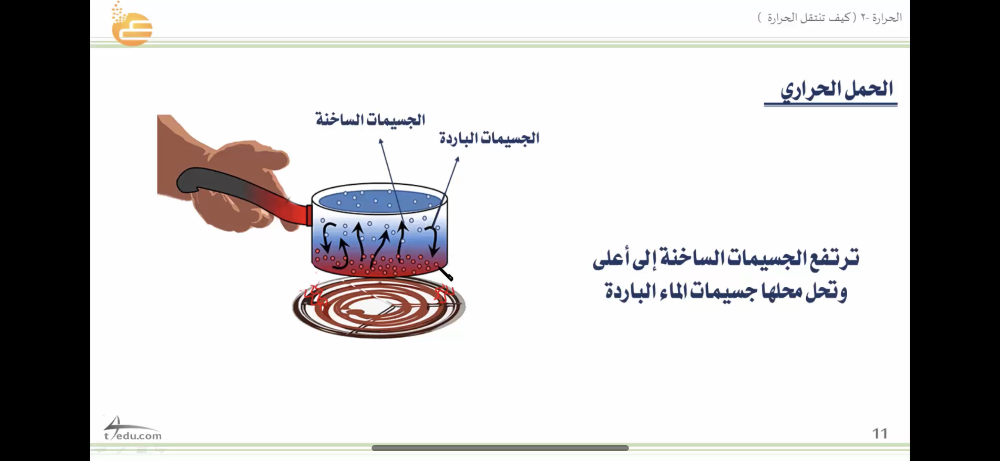 الحرارة -٢ (كيف تنتقل الحرارة )
الحمل الحراري
الجسيمات الساخنة
الجسيمات الباردة
ترتفع الجسيمات الساخنة إلى أعلى
وتحل محلها جسيمات الماء الباردة
t4edu.com
11